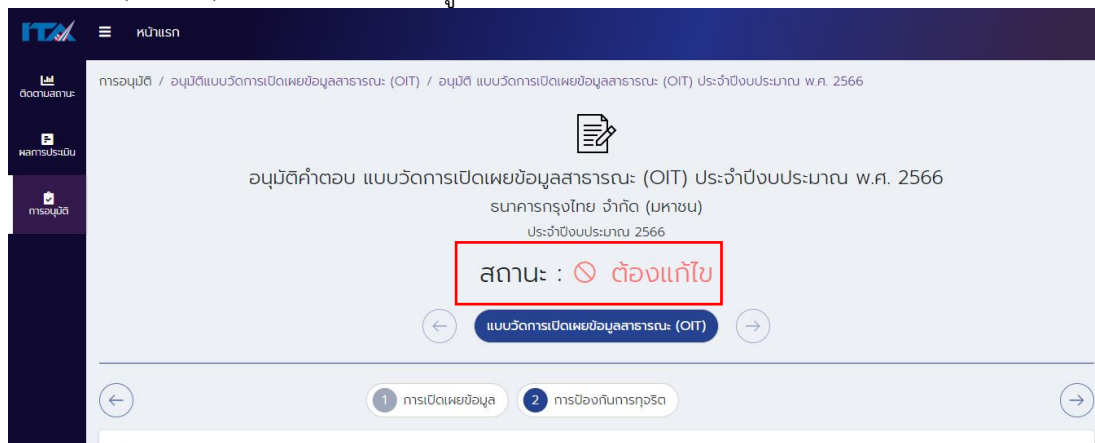 ITA
หน้าแรก
ติดตามสถานะ
ผลการประเมิน
การอนุมัติ
การอนุมัติ / อนุมัติแบบวัดการเปิดเผยข้อมูลสาธารณะ (OIT) / อนุมัติ แบบวัดการเปิดเผยข้อมูลสาธารณะ (OIT) ประจำปีงบประมาณ พ.ศ. 2566
อนุมัติคำตอบ แบบวัดการเปิดเผยข้อมูลสาธารณะ (OIT) ประจำปีงบประมาณ พ.ศ. 2566
ธนาคารกรุงไทย จำกัด (มหาชน)
ประจำปีงบประมาณ 2566
สถานะ : ต้องแก้ไข
แบบวัดการเปิดเผยข้อมูลสาธารณะ (OIT)
1 การเปิดเผยข้อมูล 2 การป้องกันการทุจริต